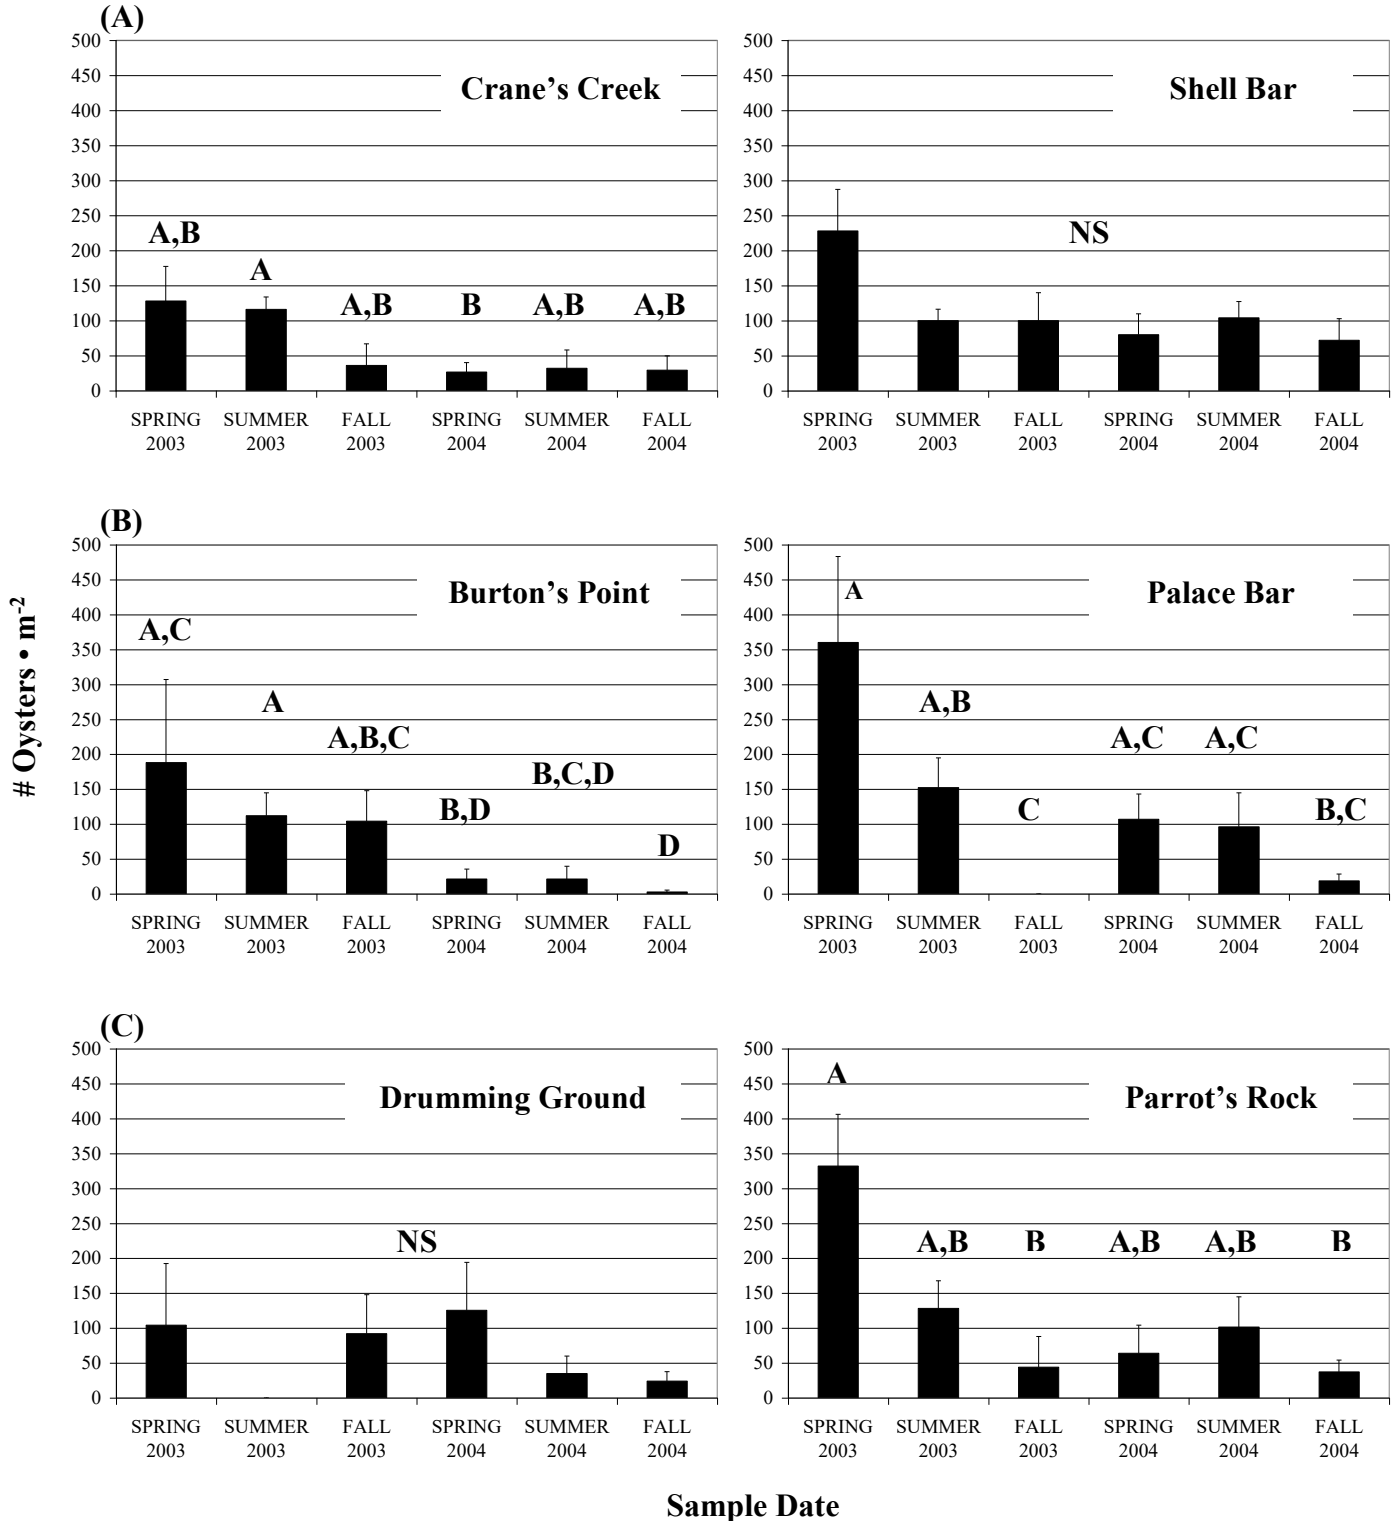 (A)
500
450
400
350
300
250
200
150
100
50
0
Crane’s Creek
A,B
A
A,B
B
A,B
A,B
SPRING SUMMER FALL SPRING SUMMER FALL
2003 2003 2003 2004 2004 2004
500
450
400
350
300
250
200
150
100
50
0
Shell Bar
NS
SPRING SUMMER FALL SPRING SUMMER FALL
2003 2003 2003 2004 2004 2004
(B)
# Oysters • m-2
500
450
400
350
300
250
200
150
100
50
0
Burton’s Point
A,C
A
A,B,C
B,D
B,C,D
D
SPRING SUMMER FALL SPRING SUMMER FALL
2003 2003 2003 2004 2004 2004
500
450
400
350
300
250
200
150
100
50
0
Palace Bar
A
A,B
C
A,C
A,C
B,C
SPRING SUMMER FALL SPRING SUMMER FALL
2003 2003 2003 2004 2004 2004
(C)
500
450
400
350
300
250
200
150
100
50
0
Drumming Ground
NS
SPRING SUMMER FALL SPRING SUMMER FALL
2003 2003 2003 2004 2004 2004
500
450
400
350
300
250
200
150
100
50
0
Parrot’s Rock
A
A,B
B
A,B
A,B
B
SPRING SUMMER FALL SPRING SUMMER FALL
2003 2003 2003 2004 2004 2004
Sample Date